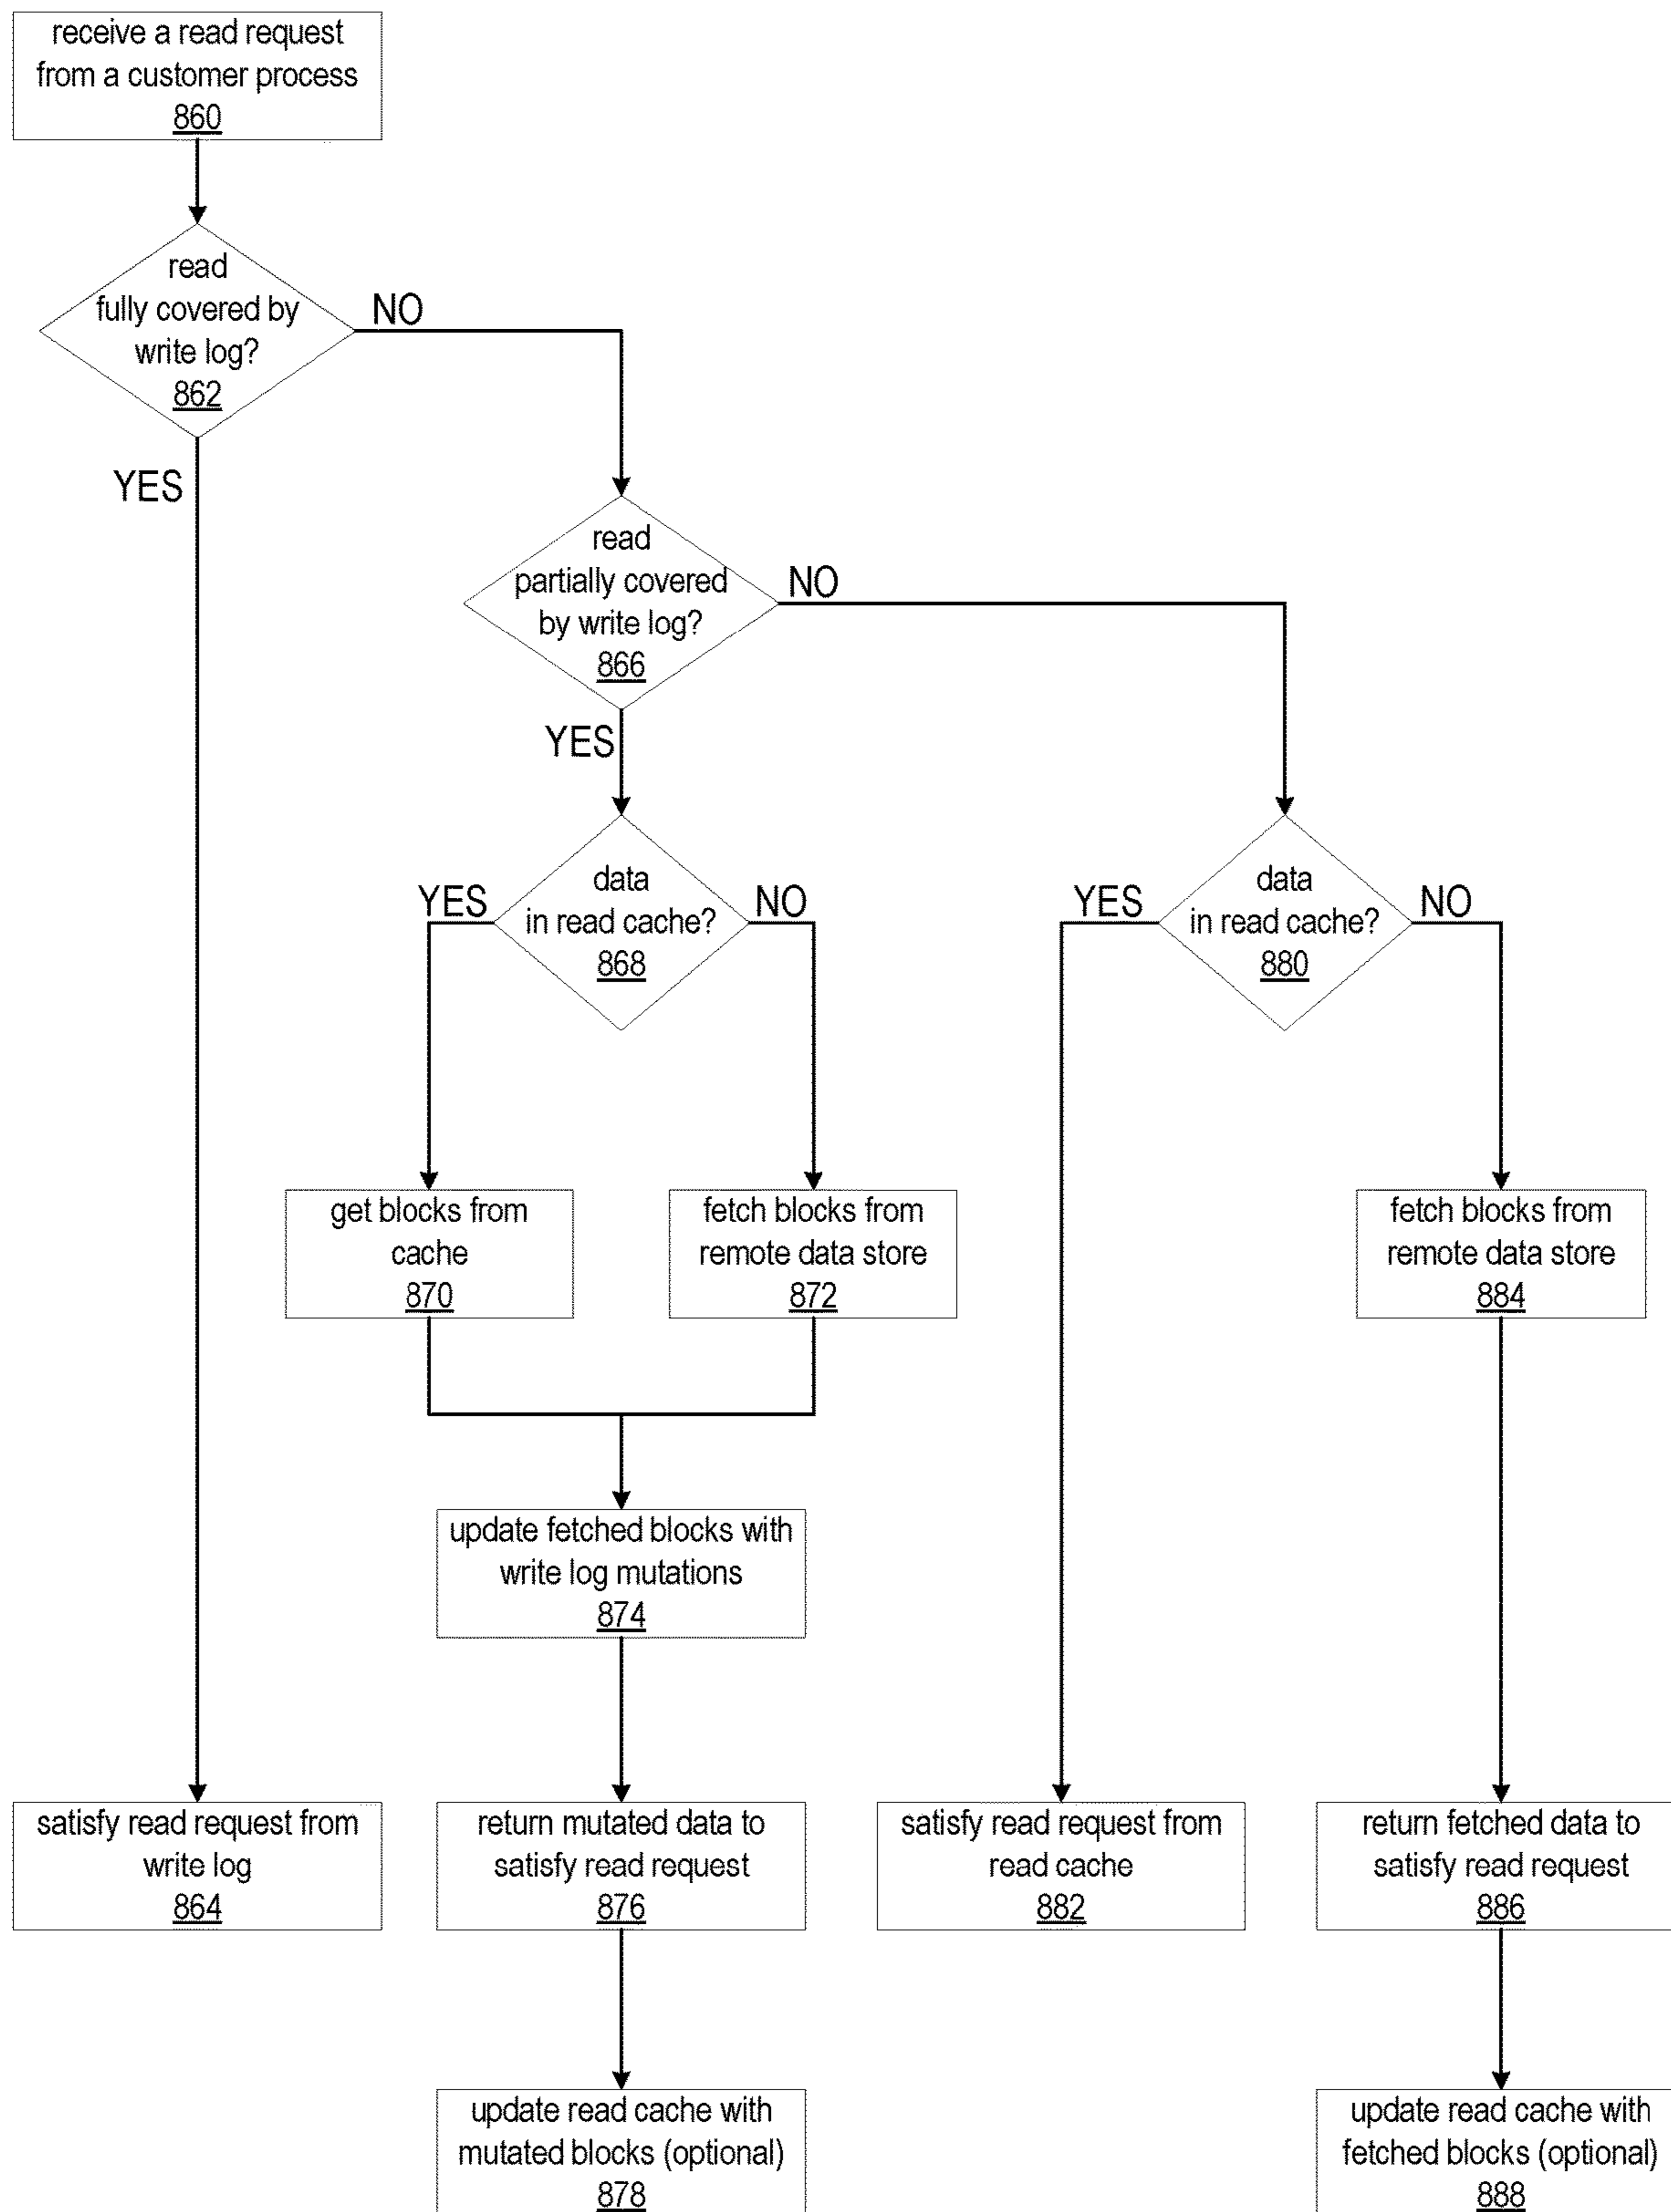 receive a read request
from a customer process
860
read
fully covered by
write log?
862
NO
YES
read
partially covered
by write log?
866
NO
YES
data
in read cache?
868
YES
NO
data
in read cache?
880
YES
NO
get blocks from
cache
870
fetch blocks from
remote data store
872
fetch blocks from
remote data store
884
update fetched blocks with
write log mutations
874
satisfy read request from
write log
864
return mutated data to
satisfy read request
876
satisfy read request from
read cache
882
return fetched data to
satisfy read request
886
update read cache with
mutated blocks (optional)
878
update read cache with
fetched blocks (optional)
888